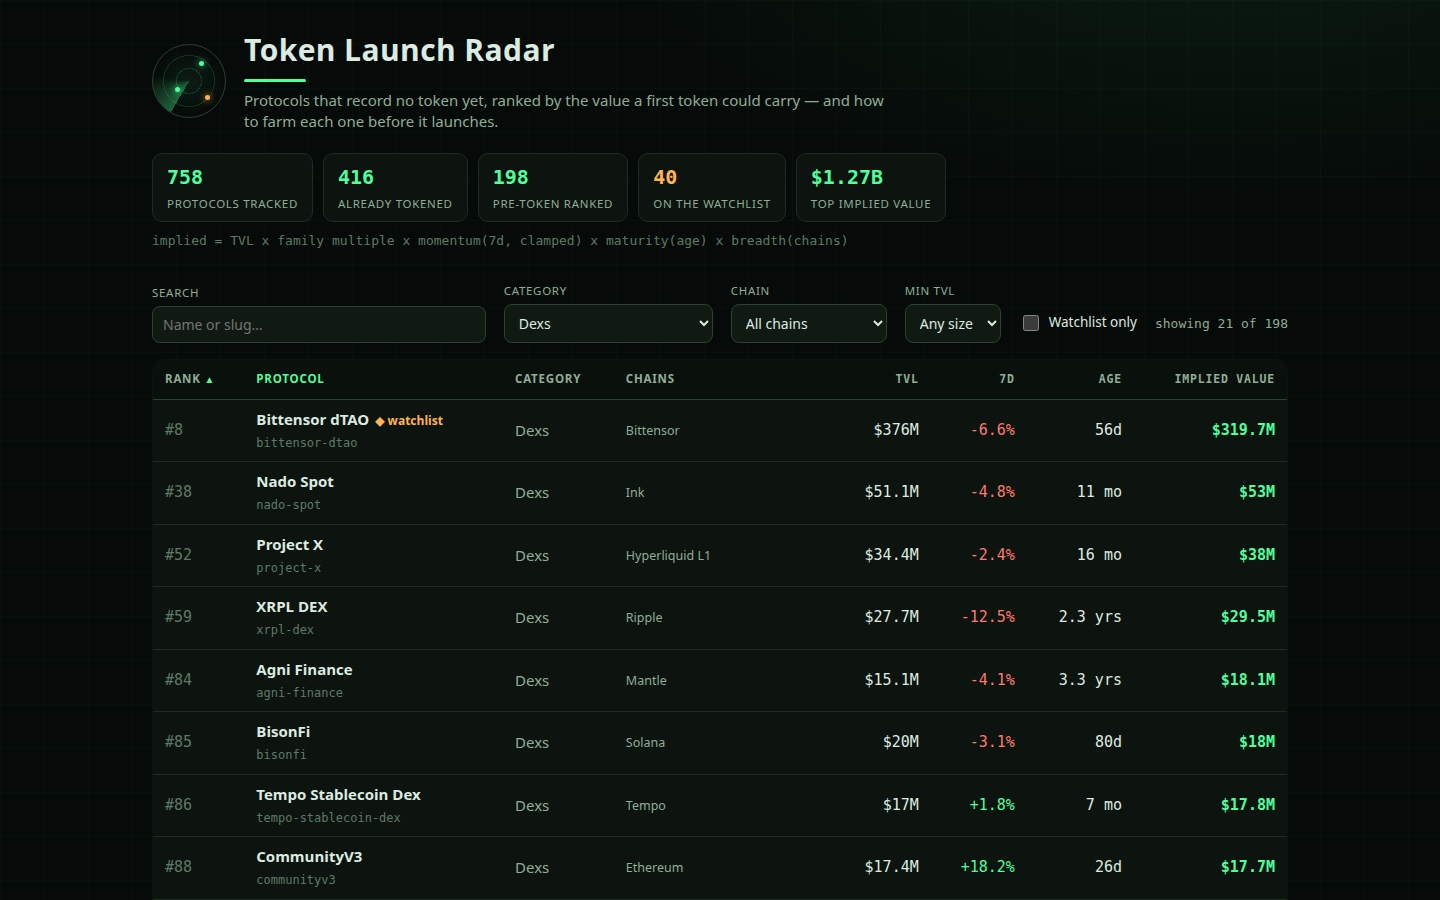 Token Launch Radar
Protocols that record no token yet, ranked by the value a first token could carry — and how
to farm each one before it launches.
758
PROTOCOLS TRACKED
416
ALREADY TOKENED
198
PRE-TOKEN RANKED
40
ON THE WATCHLIST
$1.27B
TOP IMPLIED VALUE
implied = TVL x family multiple x momentum(7d, clamped) x maturity(age) x breadth(chains)
SEARCH
Name or slug...
CATEGORY
Dexs
CHAIN
All chains
MIN TVL
Any size
Watchlist only
showing 21 of 198
RANK ▲ PROTOCOL CATEGORY CHAINS TVL 7D AGE IMPLIED VALUE
#8 Bittensor dTAO ◆ watchlist Dexs Bittensor $376M -6.6% 56d $319.7M
bittensor-dtao
#38 Nado Spot Dexs Ink $51.1M -4.8% 11 mo $53M
nado-spot
#52 Project X Dexs Hyperliquid L1 $34.4M -2.4% 16 mo $38M
project-x
#59 XRPL DEX Dexs Ripple $27.7M -12.5% 2.3 yrs $29.5M
xrpl-dex
#84 Agni Finance Dexs Mantle $15.1M -4.1% 3.3 yrs $18.1M
agni-finance
#85 BisonFi Dexs Solana $20M -3.1% 80d $18M
bisonfi
#86 Tempo Stablecoin Dex Dexs Tempo $17M +1.8% 7 mo $17.8M
tempo-stablecoin-dex
#88 CommunityV3 Dexs Ethereum $17.4M +18.2% 26d $17.7M
communityv3